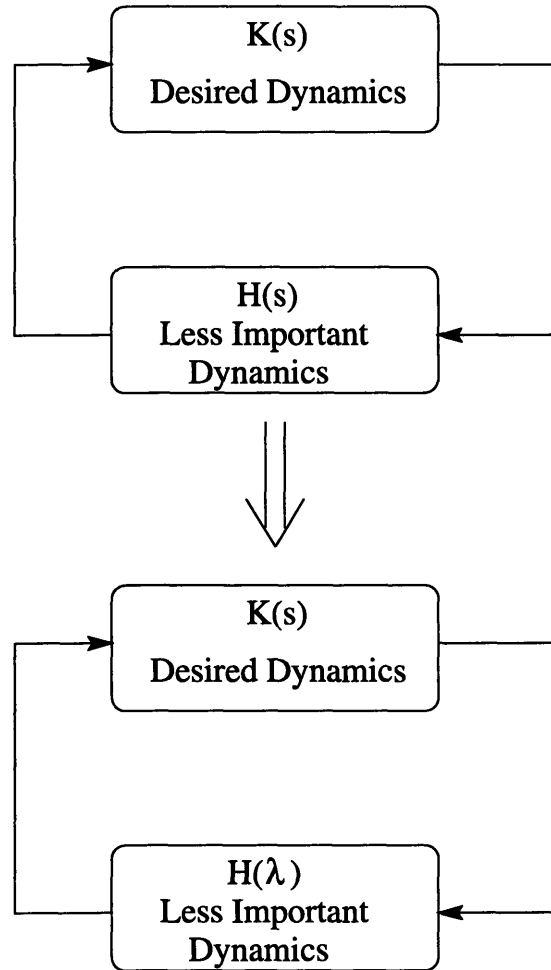 K(s)
Desired Dynamics
H(s)
Less Important
Dynamics
K(s)
Desired Dynamics
H(λ)
Less Important
Dynamics